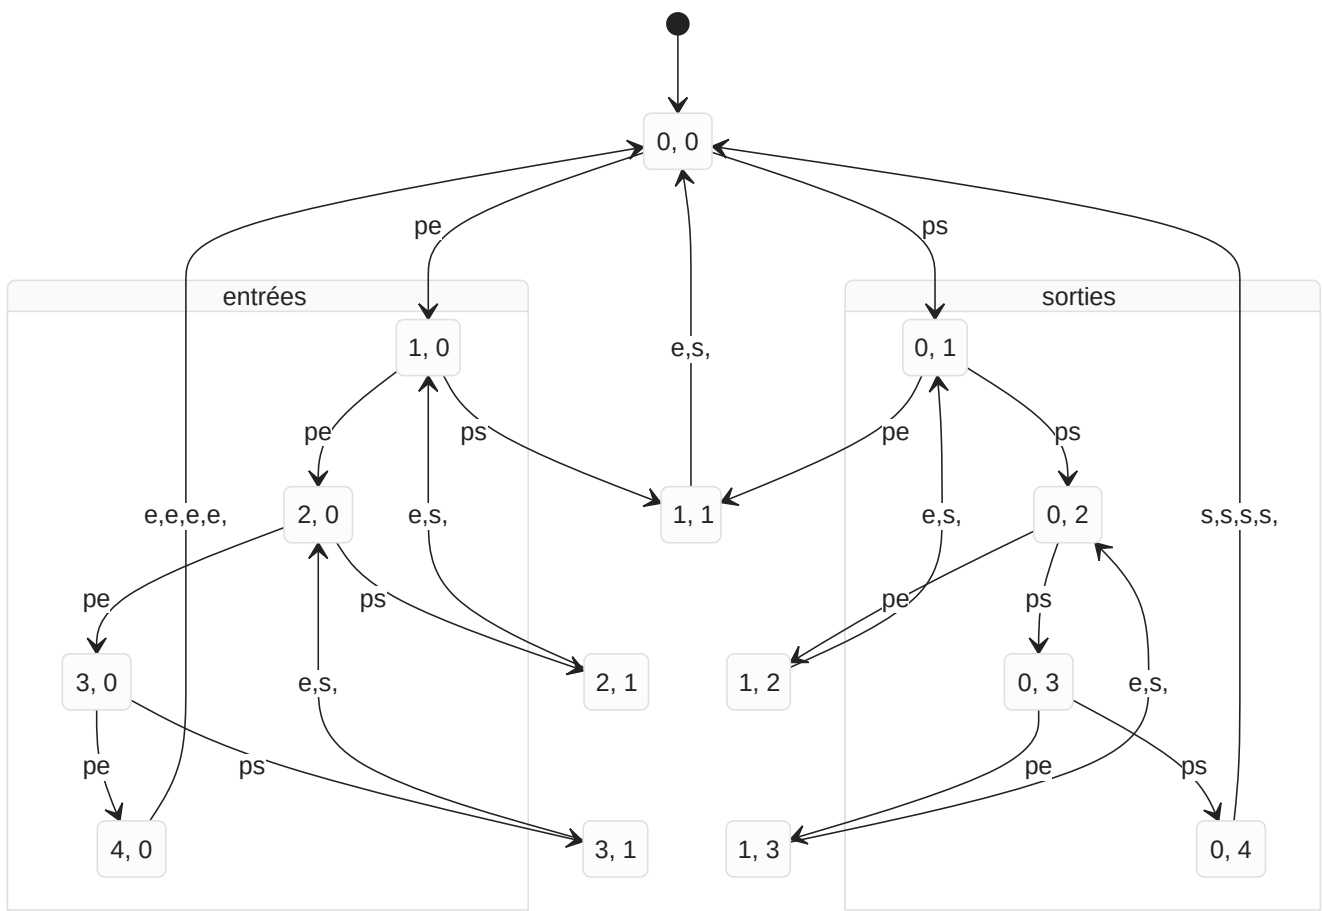 0, 0
pe
ps
entrées
sorties
1, 0
e,s,
0, 1
pe
ps
pe
ps
e,e,e,e,
2, 0
e,s,
1, 1
e,s,
0, 2
s,s,s,s,
pe
ps
pe
ps
3, 0
e,s,
2, 1
1, 2
0, 3
e,s,
pe
ps
pe
ps
4, 0
3, 1
1, 3
0, 4